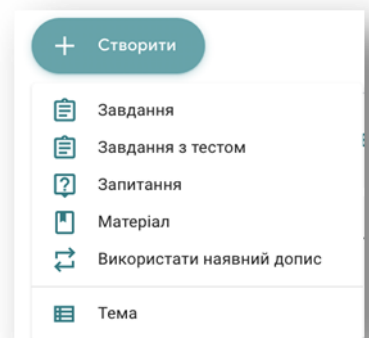 Створити
Завдання
Завдання з тестом
Запитання
Матеріал
Використати наявний допис
Тема